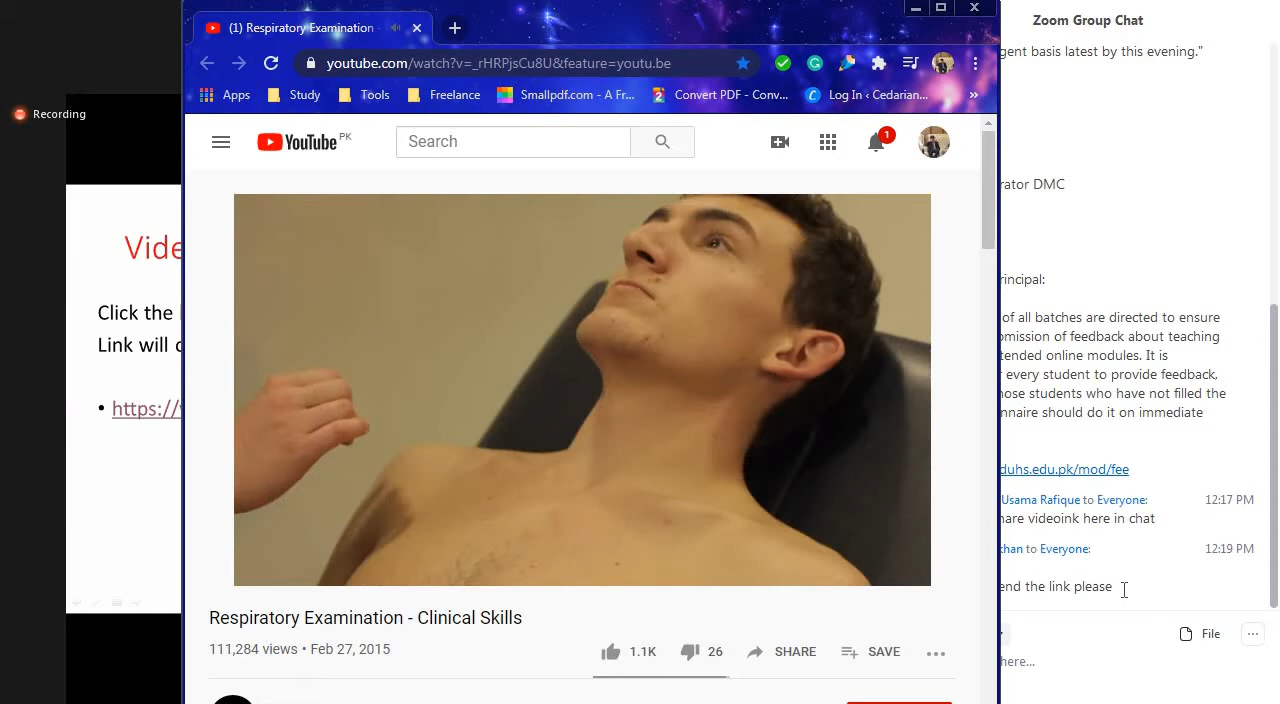 (1) Respiratory Examination
youtube.com/watch?v=_rHRPjsCu8U&feature=youtu.be
Apps Study Tools Freelance Smallpdf.com - A Fr... Convert PDF - Conv... Log In ‹ Cedarian... »
Recording
YouTube PK
Search
1
Vide
Click the
Link will
• https://
Respiratory Examination - Clinical Skills
111,284 views • Feb 27, 2015
1.1K 26 SHARE SAVE
Zoom Group Chat
gent basis latest by this evening."
rator DMC
rincipal:
of all batches are directed to ensure
omission of feedback about teaching
tended online modules. It is
every student to provide feedback,
hose students who have not filled the
nnaire should do it on immediate
duhs.edu.pk/mod/fee
Usama Rafique to Everyone: 12:17 PM
hare videoink here in chat
khan to Everyone: 12:19 PM
end the link please
File
here...